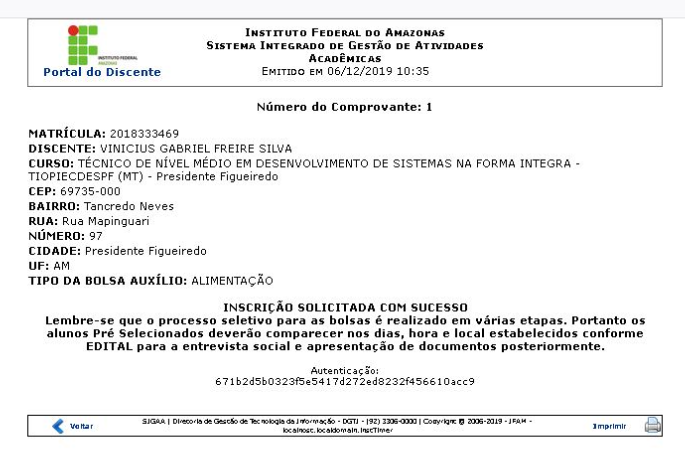 INSTITUTO FEDERAL DO AMAZONAS
SISTEMA INTEGRADO DE GESTÃO DE ATIVIDADES
ACADÊMICAS
EMITIDO EM 06/12/2019 10:35
INSTITUTO FEDERAL
AMAZONAS
Portal do Discente
Número do Comprovante: 1
MATRÍCULA: 2018333469
DISCENTE: VINICIUS GABRIEL FREIRE SILVA
CURSO: TÉCNICO DE NÍVEL MÉDIO EM DESENVOLVIMENTO DE SISTEMAS NA FORMA INTEGRA -
TIOPIECDESPF (MT) - Presidente Figueiredo
CEP: 69735-000
BAIRRO: Tancredo Neves
RUA: Rua Mapinguari
NÚMERO: 97
CIDADE: Presidente Figueiredo
UF: AM
TIPO DA BOLSA AUXÍLIO: ALIMENTAÇÃO
INSCRIÇÃO SOLICITADA COM SUCESSO
Lembre-se que o processo seletivo para as bolsas é realizado em várias etapas. Portanto os
alunos Pré Selecionados deverão comparecer nos dias, hora e local estabelecidos conforme
EDITAL para a entrevista social e apresentação de documentos posteriormente.
Autenticação:
671b2d5b0323f5e5417d272ed8232f456610acc9
Voltar
SIGAA | Diretoria de Gestão de Tecnologia da Informação - DGTI - (92) 3306-0000 | Copyright © 2006-2019 - IFAM -
localhost.localdomain.instTimer
Imprimir